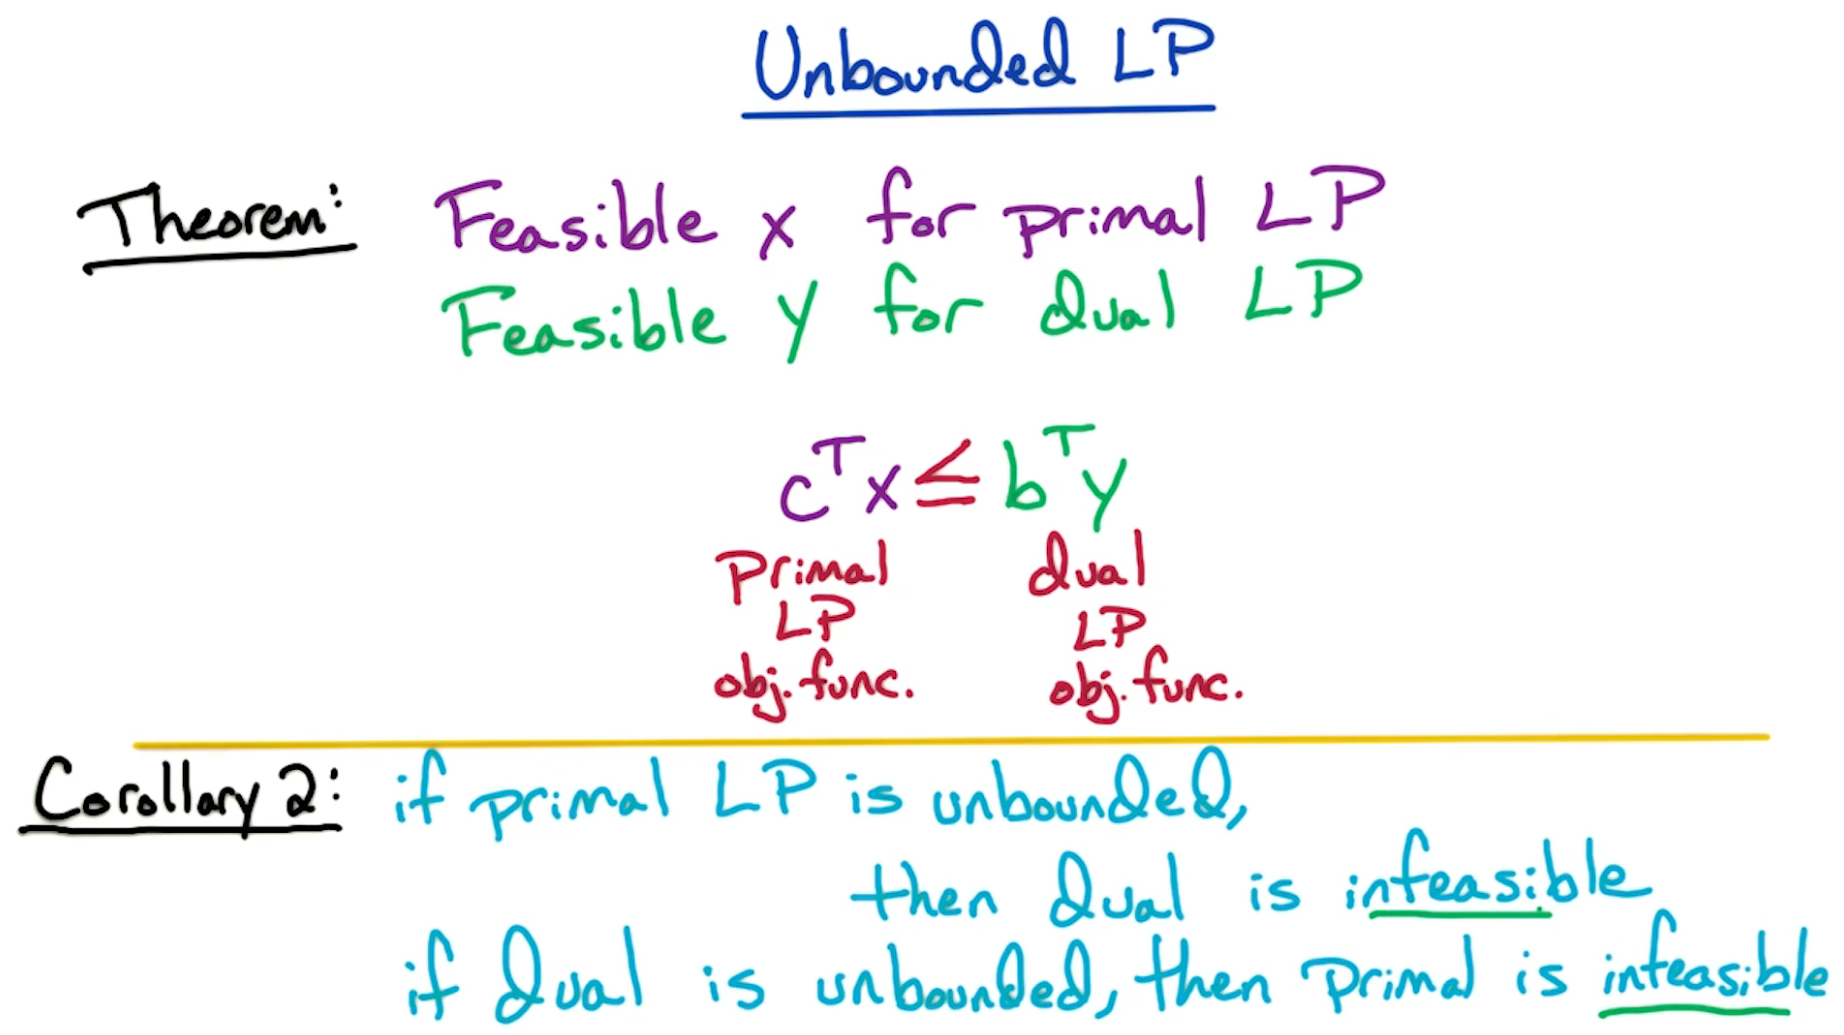 Unbounded LP
Theorem: Feasible x for primal LP
Feasible y for dual LP
cᵀx ≤ bᵀy
Primal dual
LP LP
obj. func. obj. func.
Corollary 2: if primal LP is unbounded,
then dual is infeasible
if dual is unbounded, then primal is infeasible